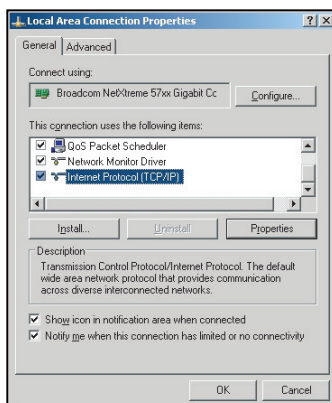 Local Area Connection Properties
General Advanced
Connect using:
Broadcom NetXtreme 57xx Gigabit Cc
Configure...
This connection uses the following items:
QoS Packet Scheduler
Network Monitor Driver
Internet Protocol (TCP/IP)
Install... Uninstall Properties
Description
Transmission Control Protocol/Internet Protocol. The default
wide area network protocol that provides communication
across diverse interconnected networks.
Show icon in notification area when connected
Notify me when this connection has limited or no connectivity
OK Cancel